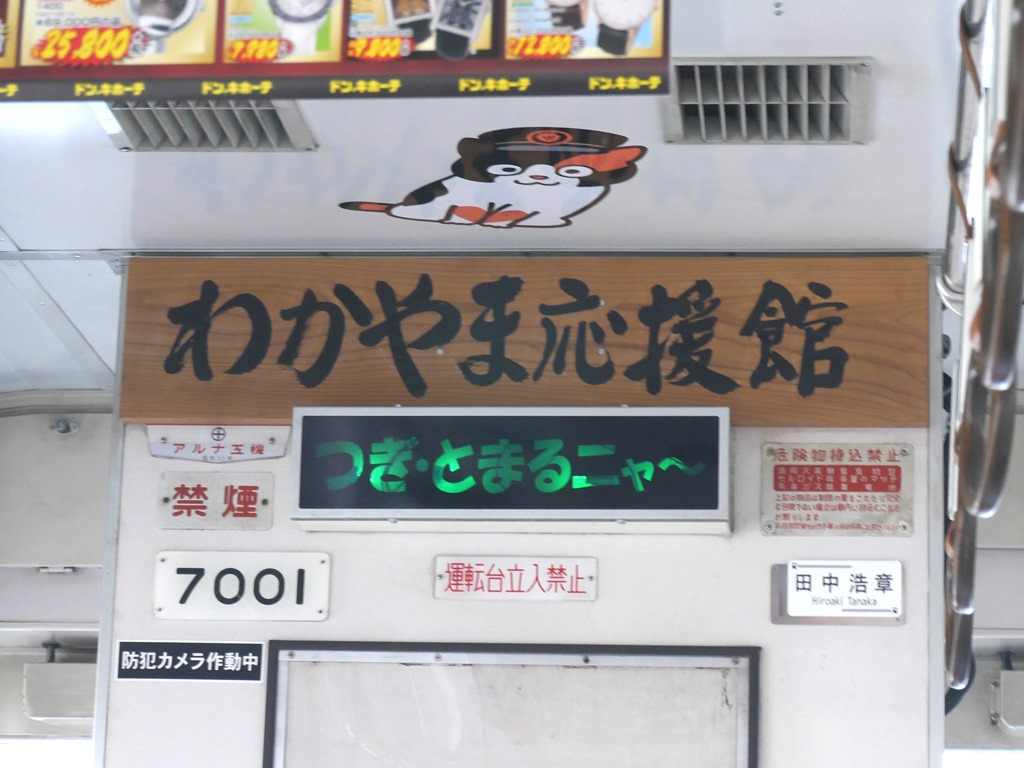 25,800
9,800
12,800
ドン.キホーテ ドン.キホーテ ドン.キホーテ ドン.キホーテ ドン.キホーテ
わかやま応援館
つぎ・とまるニャ〜
アルナ工機
禁煙
危険物持込禁止
7001
運転台立入禁止
田中浩章
Hiroaki Tanaka
防犯カメラ作動中